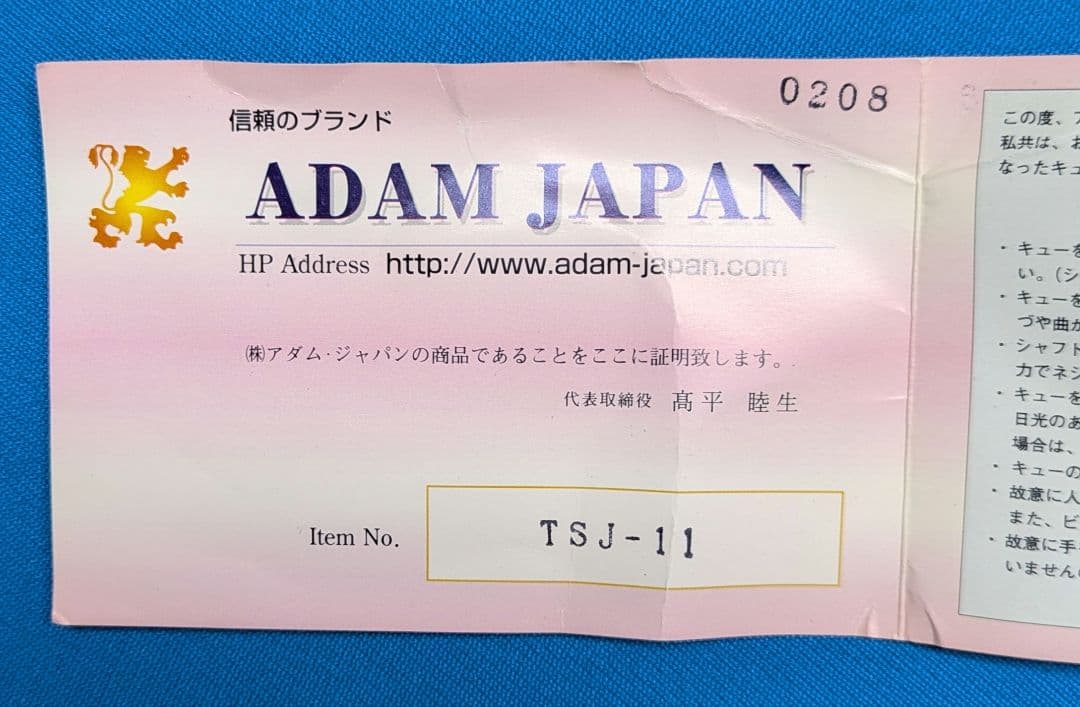 0208
信頼のブランド
ADAM JAPAN
HP Address http://www.adam-japan.com
㈱アダム・ジャパンの商品であることをここに証明致します。
代表取締役 髙平 睦生
Item No. TSJ-11
この度、
私共は、
なったキュ
・キューを
い。(シ
・キューを
づや曲が
・シャフト
力でネジ
・キューを
日光のあ
場合は、
・キューの
・故意に人
また、ビ
・故意に手
いません